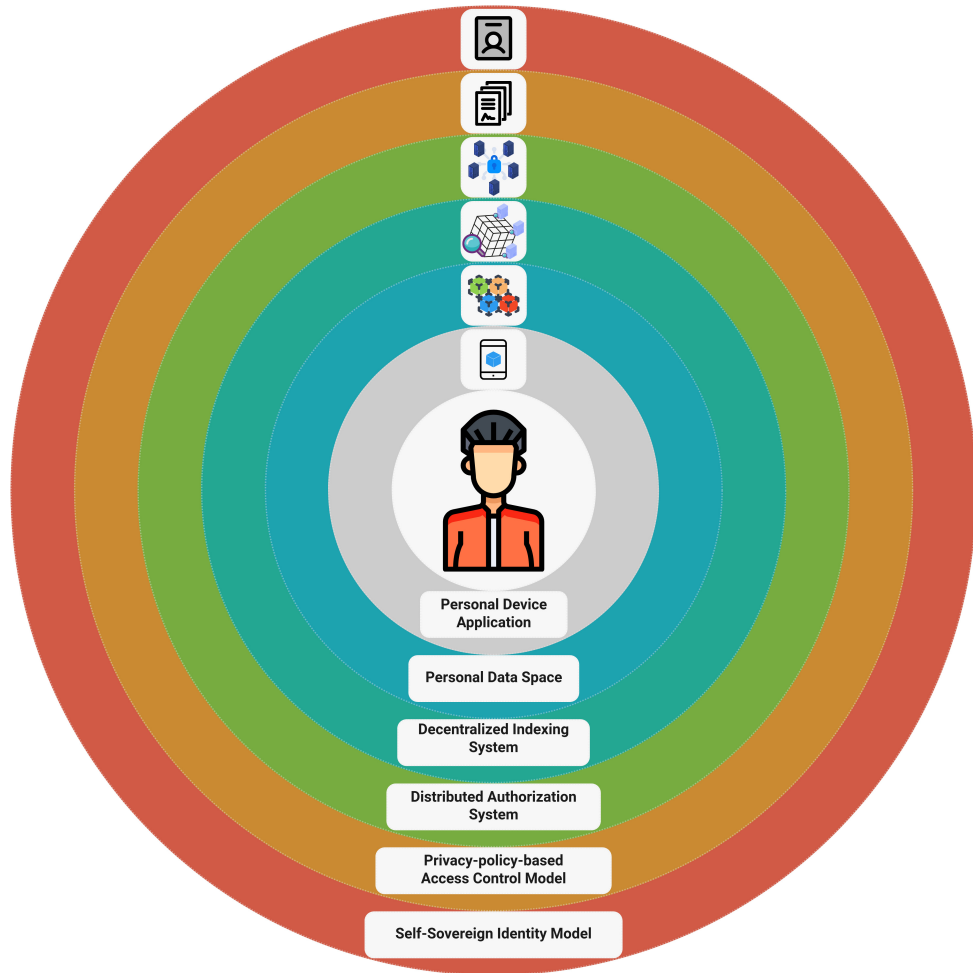 Personal Device
Application
Personal Data Space
Decentralized Indexing
System
Distributed Authorization
System
Privacy-policy-based
Access Control Model
Self-Sovereign Identity Model